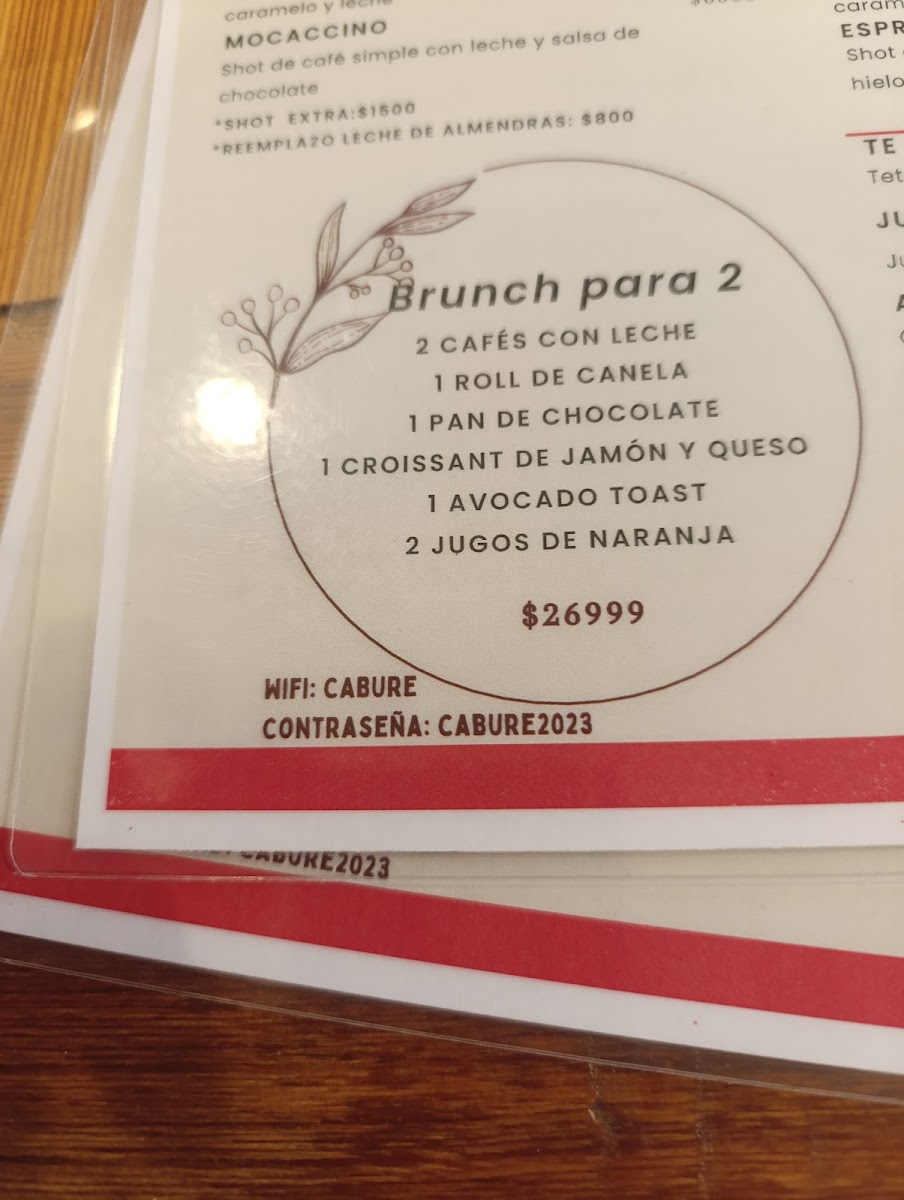 caramelo y leche
MOCACCINO
Shot de café simple con leche y salsa de
chocolate
*SHOT EXTRA:$1500
*REEMPLAZO LECHE DE ALMENDRAS: $800
Brunch para 2
2 CAFÉS CON LECHE
1 ROLL DE CANELA
1 PAN DE CHOCOLATE
1 CROISSANT DE JAMÓN Y QUESO
1 AVOCADO TOAST
2 JUGOS DE NARANJA
$26999
WIFI: CABURE
CONTRASEÑA: CABURE2023
CABURE2023
caram
ESPR
Shot
hielo
TE
Tet
JU
Ju